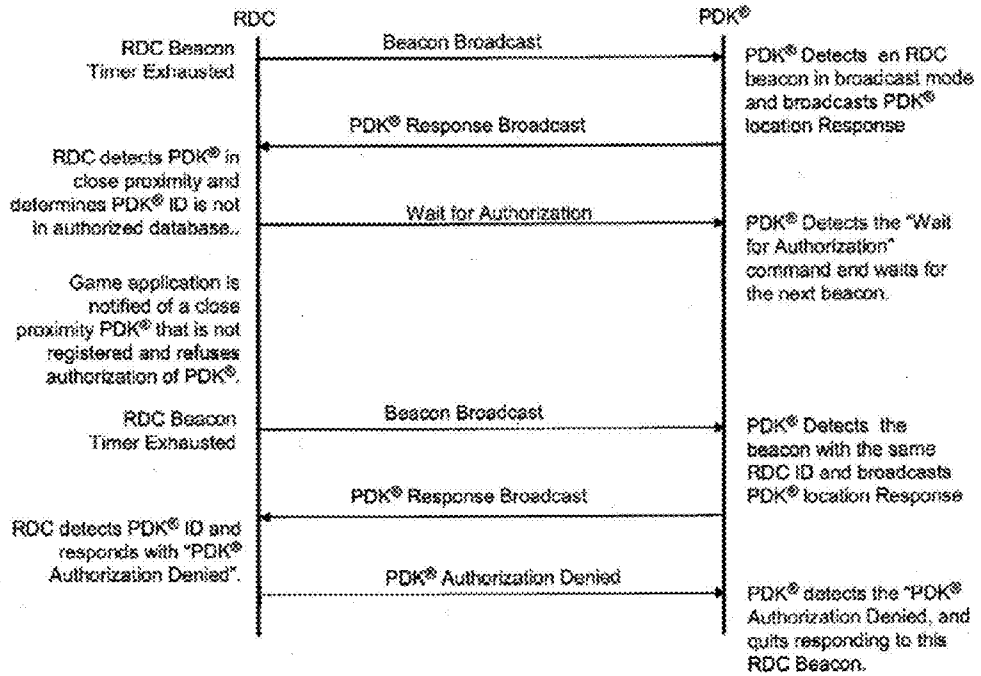 RDC
PDK®
RDC Beacon
Timer Exhausted
Beacon Broadcast
PDK® Detects an RDC
beacon in broadcast mode
and broadcasts PDK®
location Response
PDK® Response Broadcast
RDC detects PDK® in
close proximity and
determines PDK® ID is not
in authorized database..
Wait for Authorization
PDK® Detects the "Wait
for Authorization"
command and waits for
the next beacon.
Game application is
notified of a close
proximity PDK® that is not
registered and refuses
authorization of PDK®.
RDC Beacon
Timer Exhausted
Beacon Broadcast
PDK® Detects the
beacon with the same
RDC ID and broadcasts
PDK® location Response
PDK® Response Broadcast
RDC detects PDK® ID and
responds with "PDK®
Authorization Denied".
PDK® Authorization Denied
PDK® detects the "PDK®
Authorization Denied, and
quits responding to this
RDC Beacon.